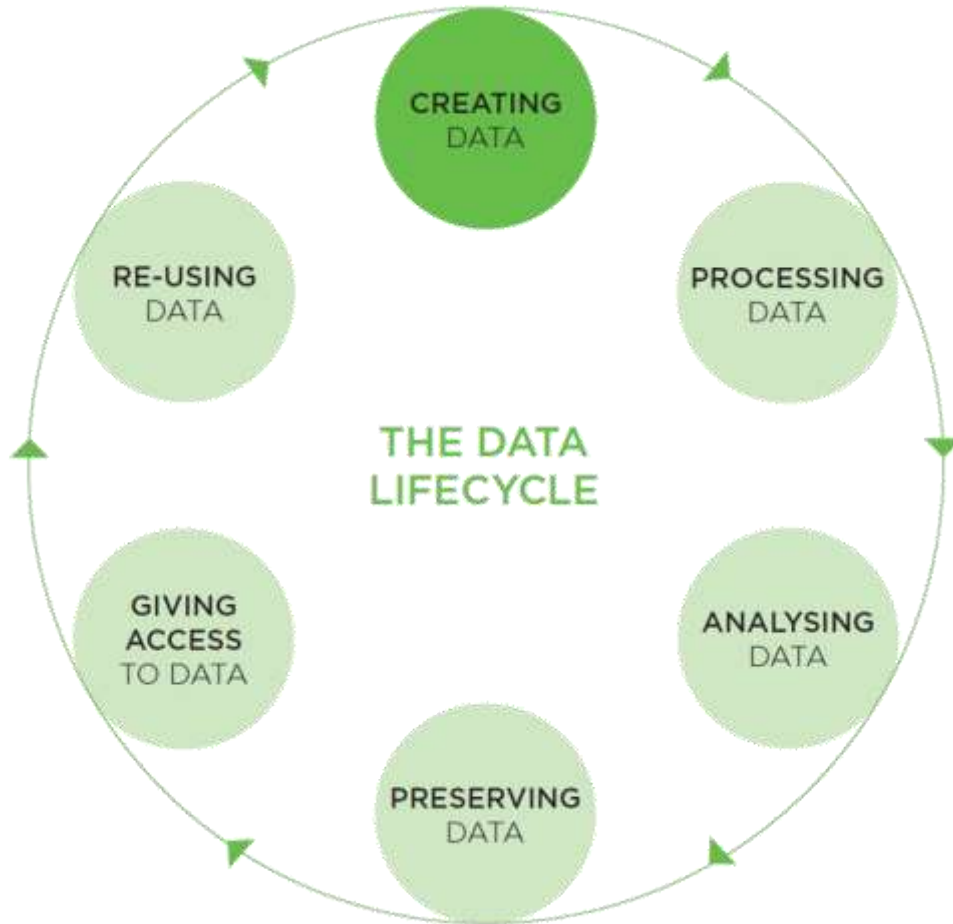 CREATING
DATA
PROCESSING
DATA
ANALYSING
DATA
PRESERVING
DATA
GIVING
ACCESS
TO DATA
RE-USING
DATA
THE DATA
LIFECYCLE